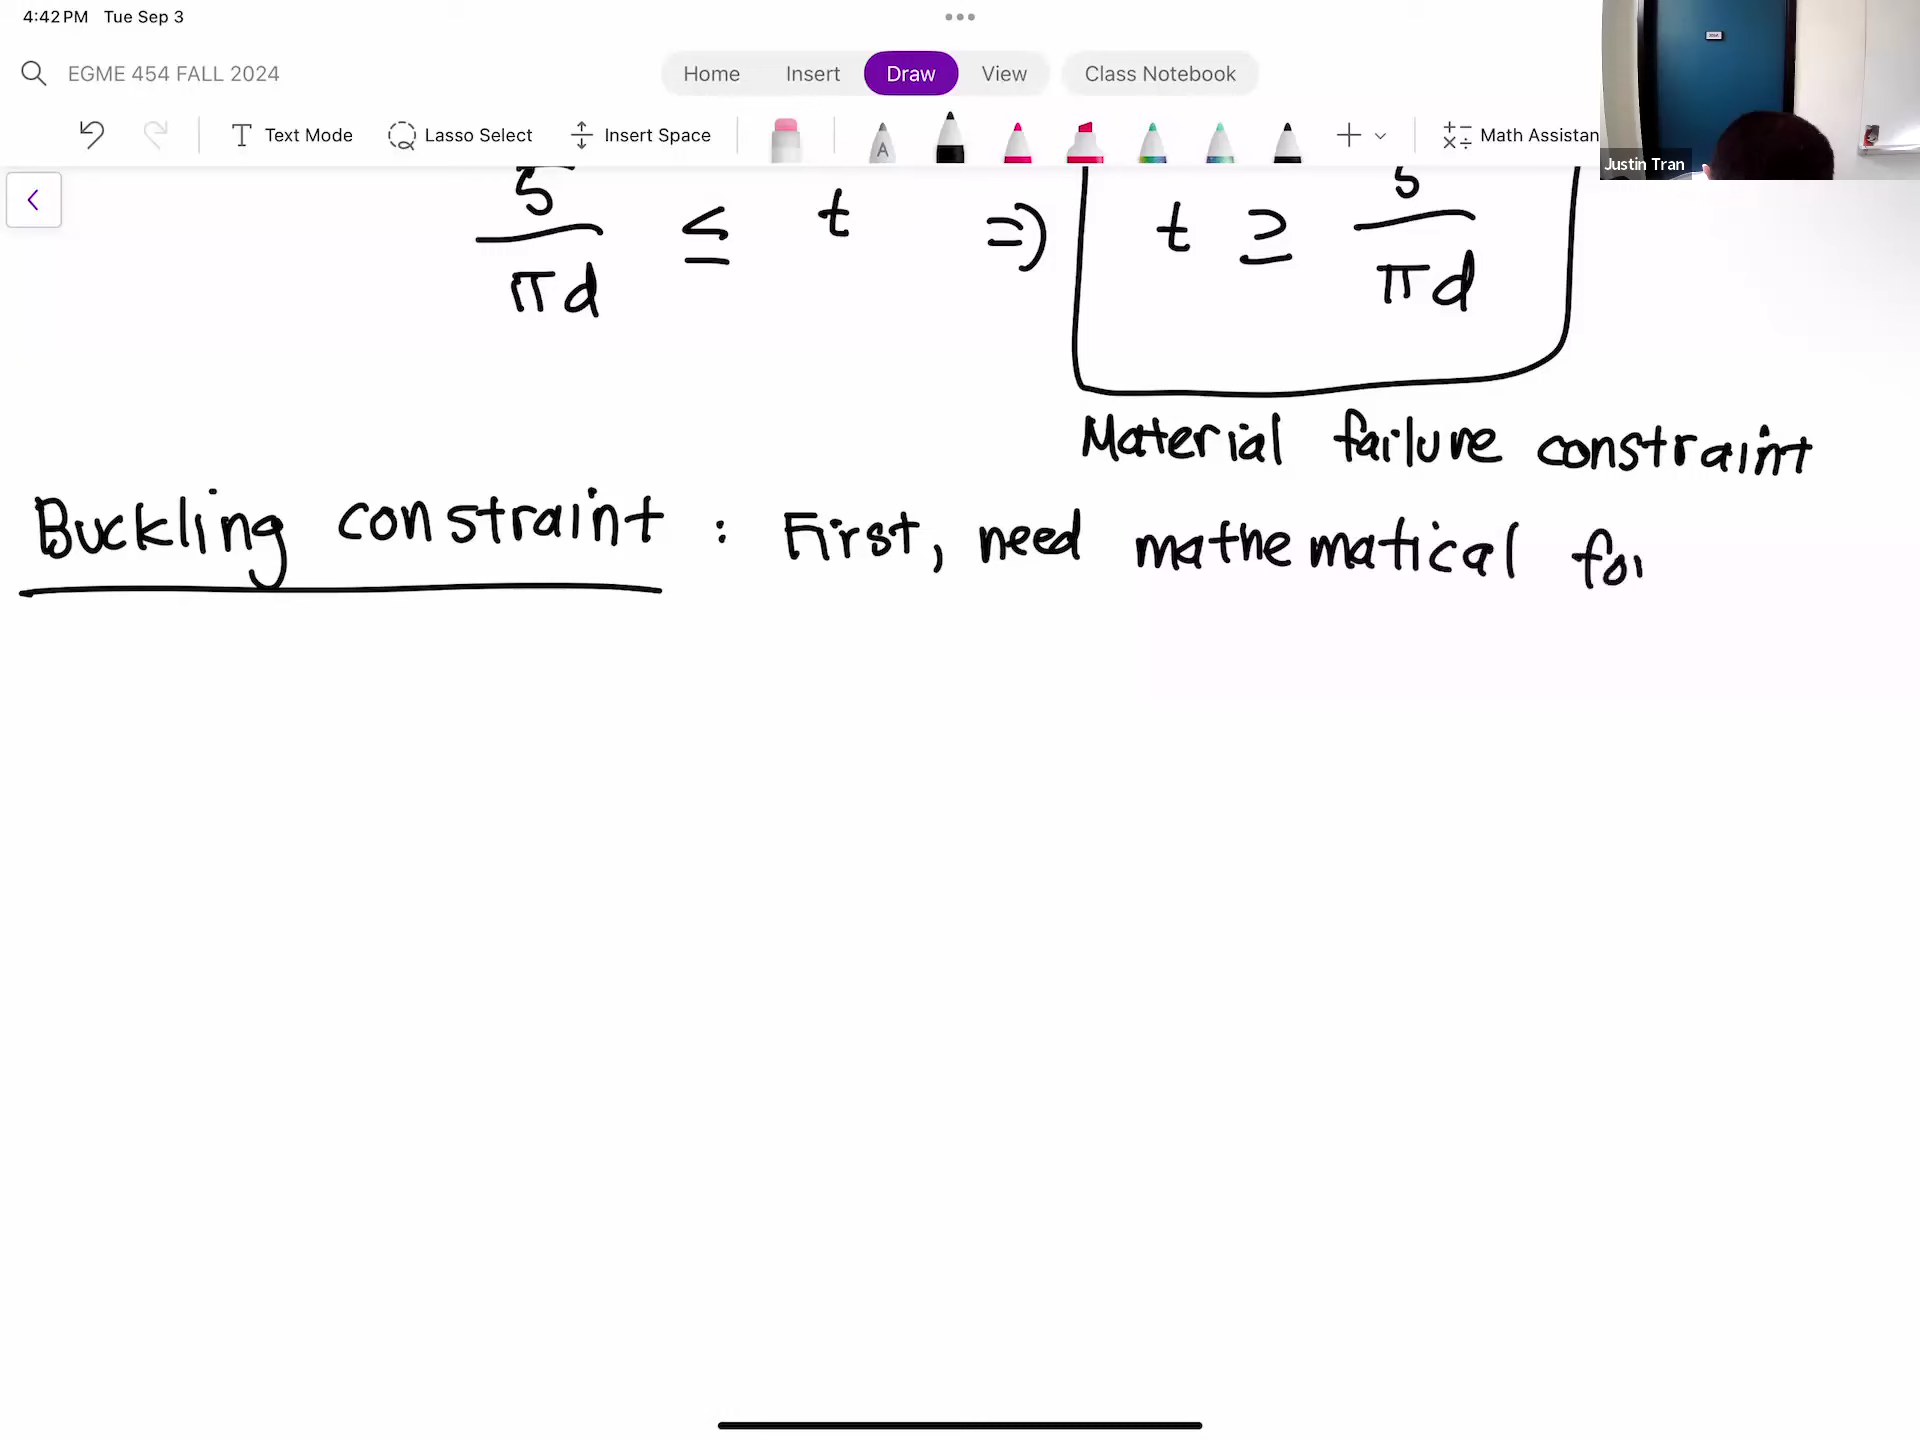 4:42 PM Tue Sep 3
EGME 454 FALL 2024
Home Insert Draw View Class Notebook
Text Mode Lasso Select Insert Space A Math Assistan
Justin Tran
5/πd ≤ t ⇒ t ≥ 5/πd
Material failure constraint
Buckling constraint : First, need mathematical for